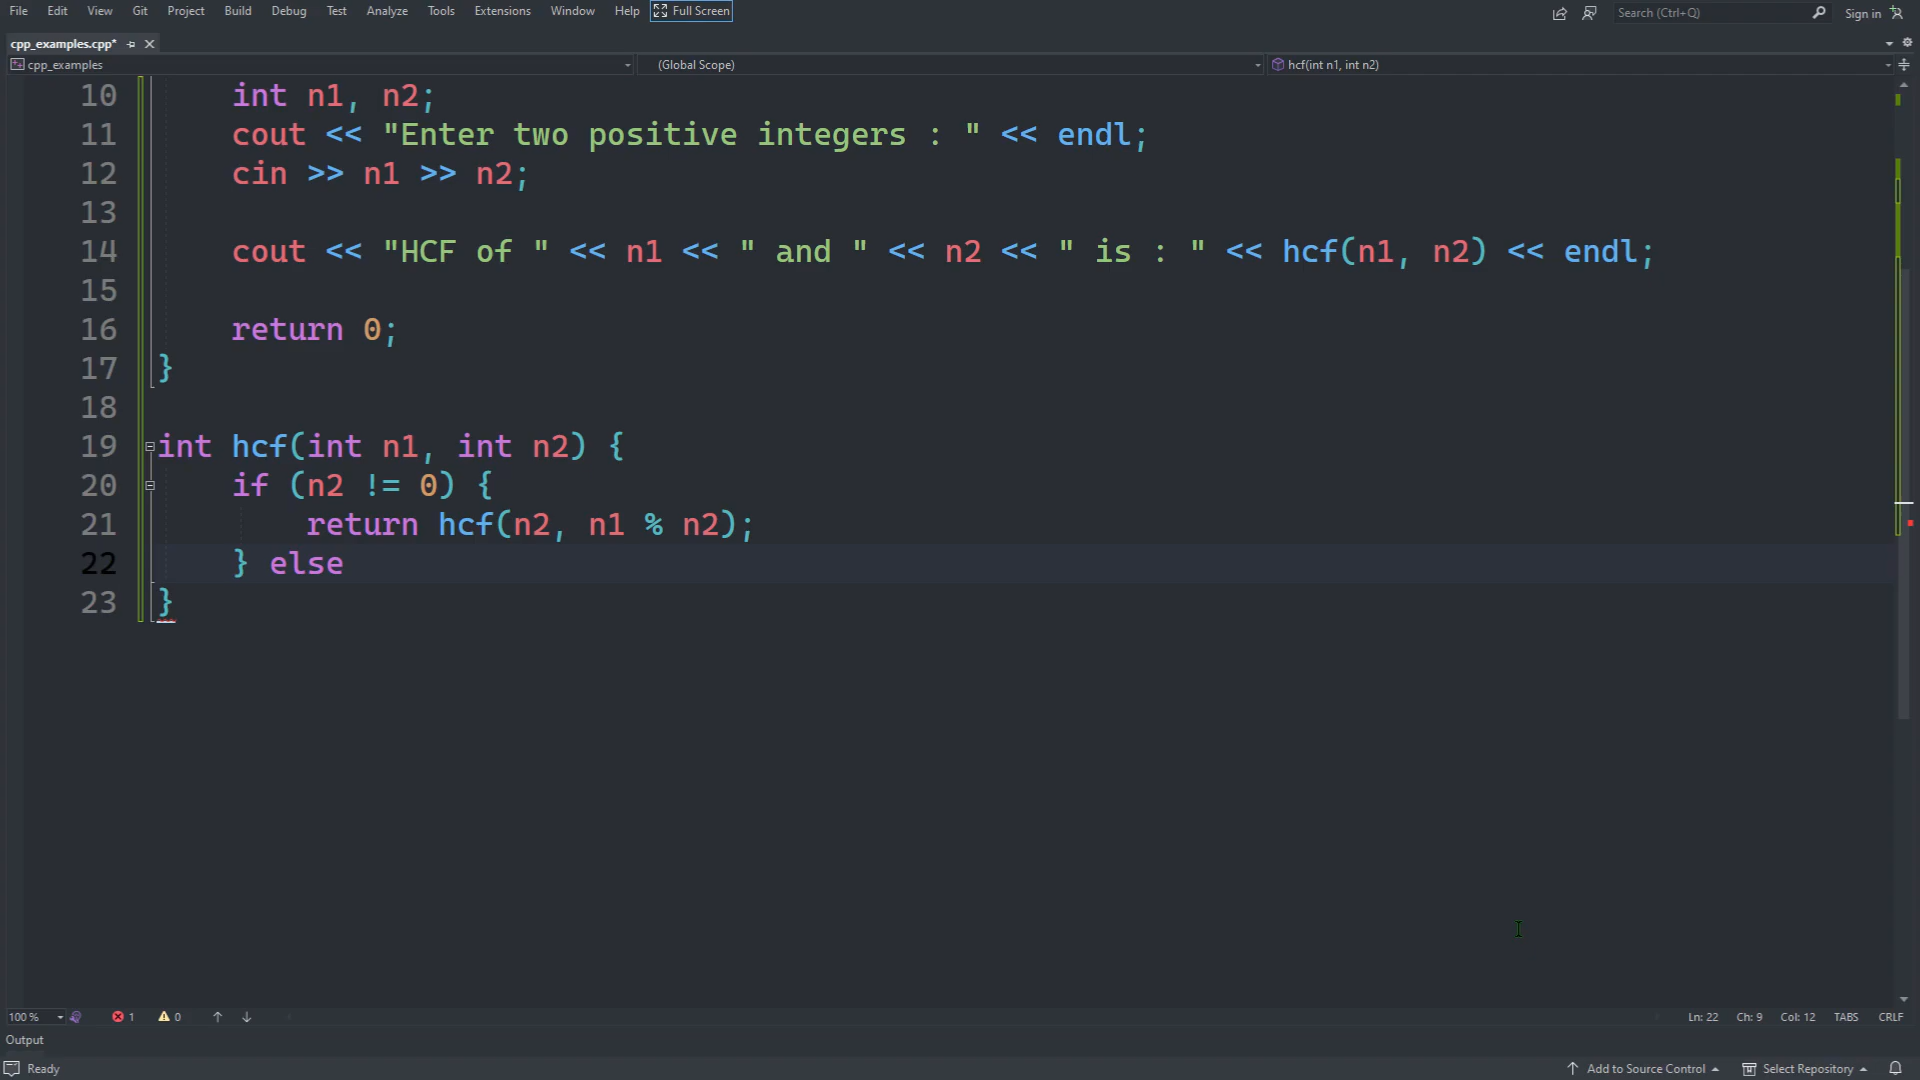 File Edit View Git Project Build Debug Test Analyze Tools Extensions Window Help Full Screen Search (Ctrl+Q) Sign in
cpp_examples.cpp*
cpp_examples (Global Scope) hcf(int n1, int n2)
10 int n1, n2;
11 cout << "Enter two positive integers : " << endl;
12 cin >> n1 >> n2;
13
14 cout << "HCF of " << n1 << " and " << n2 << " is : " << hcf(n1, n2) << endl;
15
16 return 0;
17 }
18
19 int hcf(int n1, int n2) {
20 if (n2 != 0) {
21 return hcf(n2, n1 % n2);
22 } else
23 }
100 % 1 0 Ln: 22 Ch: 9 Col: 12 TABS CRLF
Output
Ready Add to Source Control Select Repository